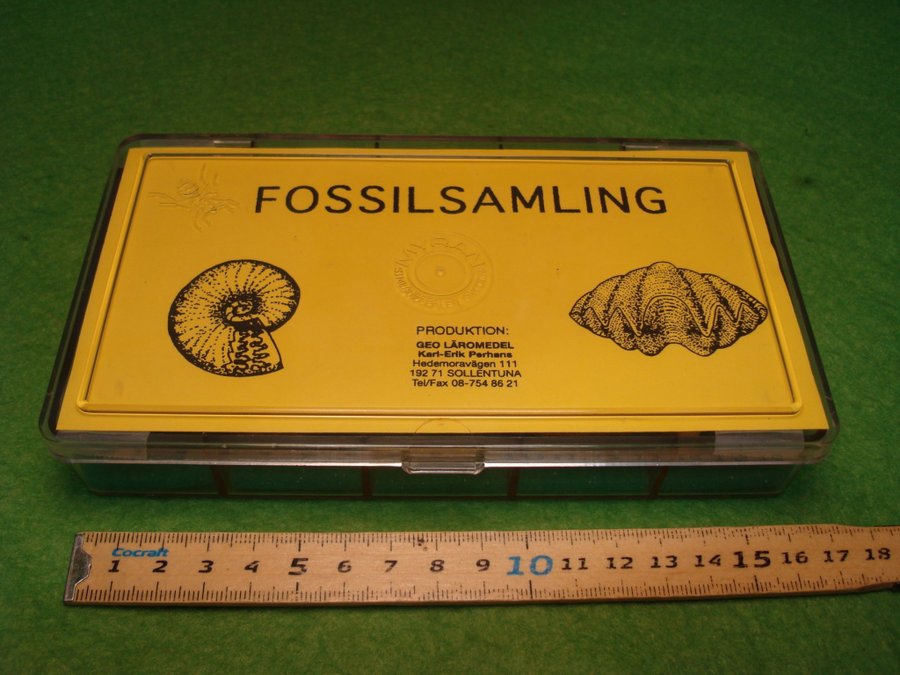 FOSSILSAMLING
PRODUKTION:
GEO LÄROMEDEL
Karl-Erik Perhans
Hedemoravägen 111
192 71 SOLLENTUNA
Tel/Fax 08-754 86 21
Cocraft
1 2 3 4 5 6 7 8 9 10 11 12 13 14 15 16 17 18